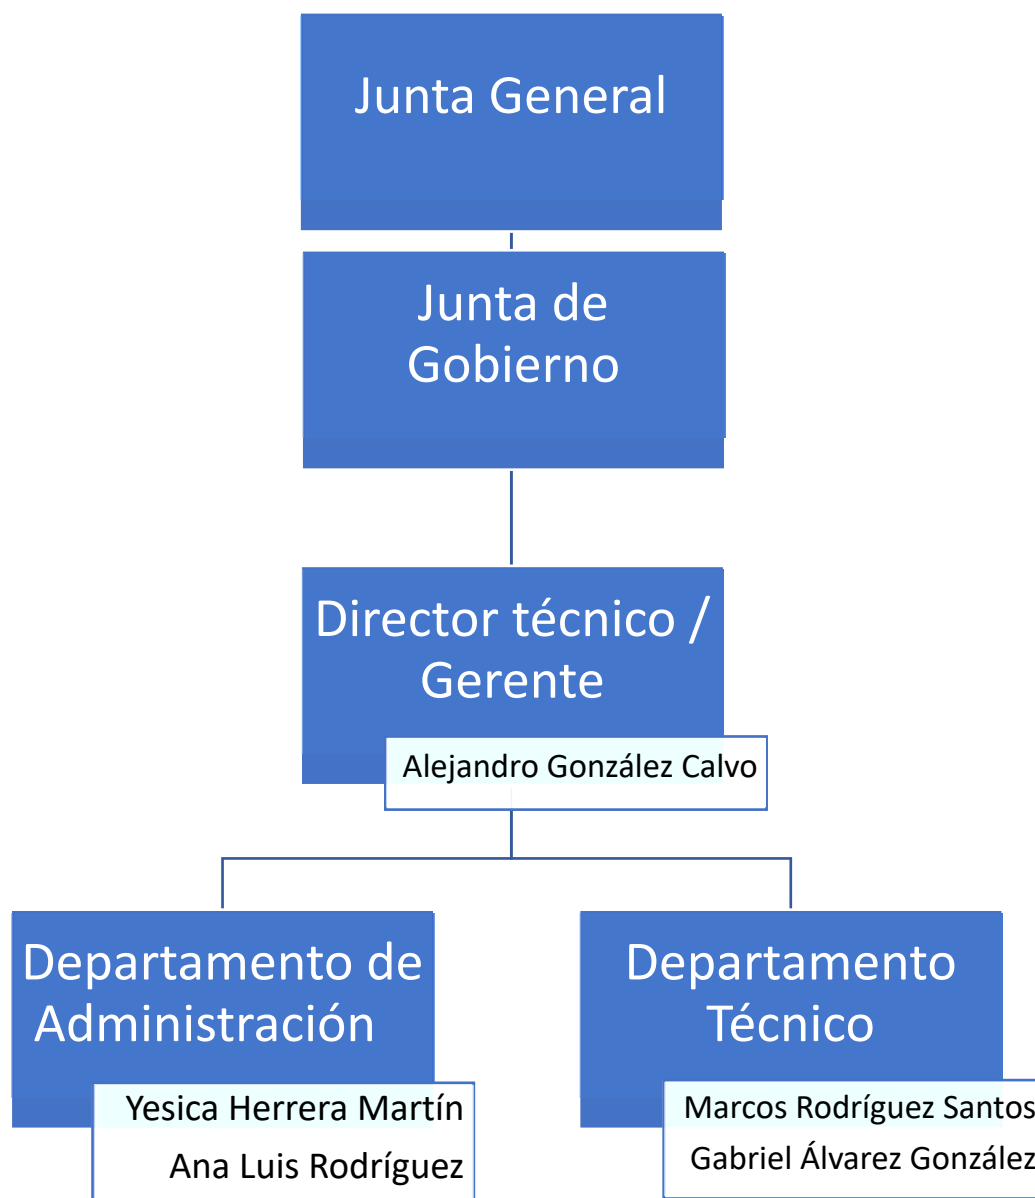 Junta General
Junta de
Gobierno
Director técnico /
Gerente
Alejandro González Calvo
Departamento de
Administración
Yesica Herrera Martín
Ana Luis Rodríguez
Departamento
Técnico
Marcos Rodríguez Santos
Gabriel Álvarez González